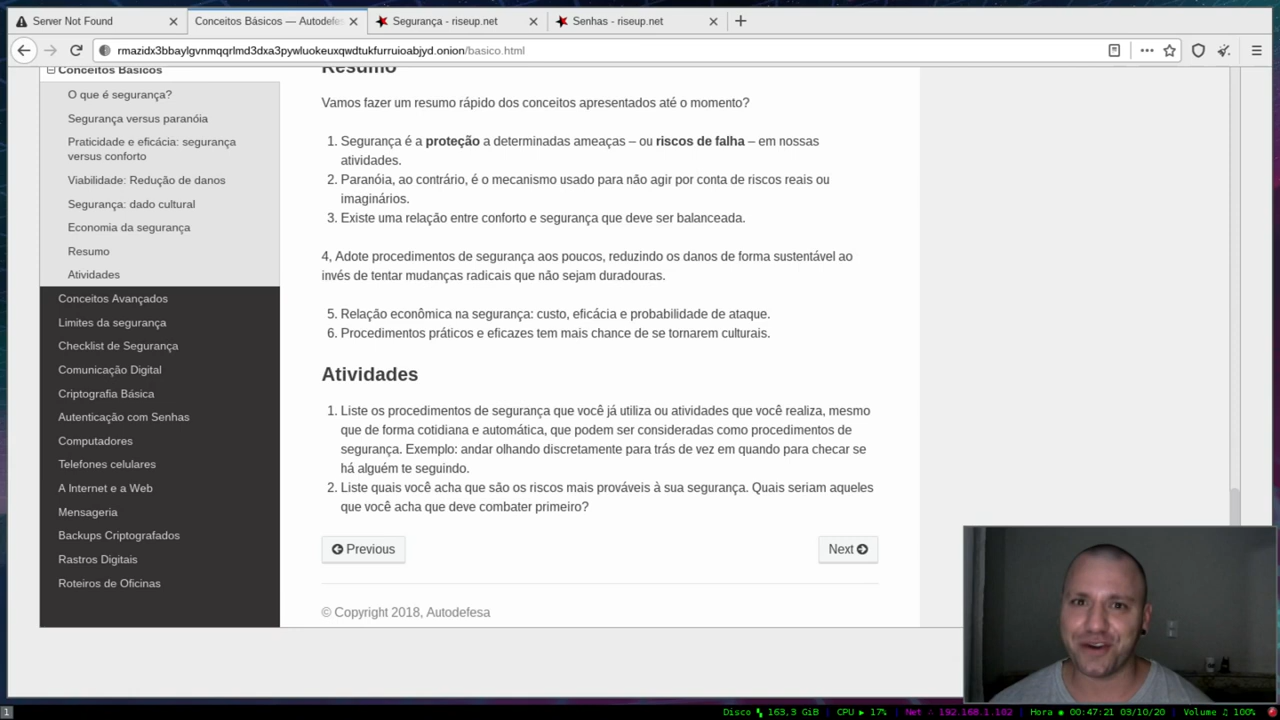 Server Not Found
Conceitos Básicos — Autodefes
Segurança - riseup.net
Senhas - riseup.net
rmazidx3bbaylgvnmqqrlmd3dxa3pywluokeuxqwdtukfurruioabjyd.onion/basico.html
Conceitos Básicos
O que é segurança?
Segurança versus paranóia
Praticidade e eficácia: segurança
versus conforto
Viabilidade: Redução de danos
Segurança: dado cultural
Economia da segurança
Resumo
Atividades
Conceitos Avançados
Limites da segurança
Checklist de Segurança
Comunicação Digital
Criptografia Básica
Autenticação com Senhas
Computadores
Telefones celulares
A Internet e a Web
Mensageria
Backups Criptografados
Rastros Digitais
Roteiros de Oficinas
Resumo
Vamos fazer um resumo rápido dos conceitos apresentados até o momento?
1. Segurança é a proteção a determinadas ameaças – ou riscos de falha – em nossas
atividades.
2. Paranóia, ao contrário, é o mecanismo usado para não agir por conta de riscos reais ou
imaginários.
3. Existe uma relação entre conforto e segurança que deve ser balanceada.
4, Adote procedimentos de segurança aos poucos, reduzindo os danos de forma sustentável ao
invés de tentar mudanças radicais que não sejam duradouras.
5. Relação econômica na segurança: custo, eficácia e probabilidade de ataque.
6. Procedimentos práticos e eficazes tem mais chance de se tornarem culturais.
Atividades
1. Liste os procedimentos de segurança que você já utiliza ou atividades que você realiza, mesmo
que de forma cotidiana e automática, que podem ser consideradas como procedimentos de
segurança. Exemplo: andar olhando discretamente para trás de vez em quando para checar se
há alguém te seguindo.
2. Liste quais você acha que são os riscos mais prováveis à sua segurança. Quais seriam aqueles
que você acha que deve combater primeiro?
Previous
Next
© Copyright 2018, Autodefesa
1
Disco 163,3 GiB | CPU 17% | Net 192.168.1.102 | Hora 00:47:21 03/10/20 | Volume 100%